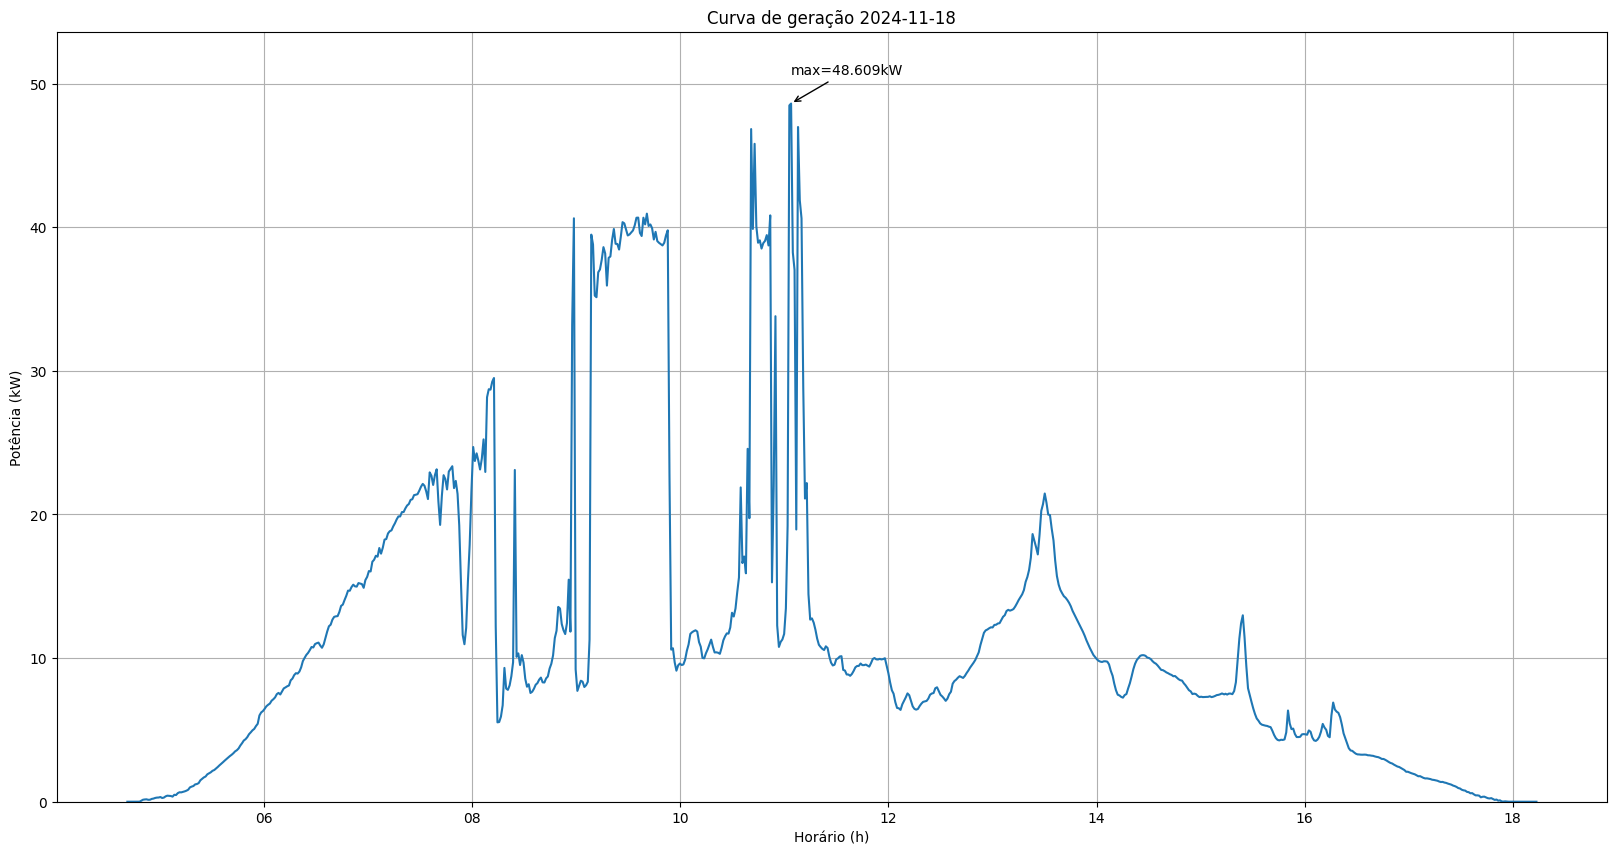 Curva de geração 2024-11-18
max=48.609kW
50
40
30
20
10
0
Potência (kW)
06 08 10 12 14 16 18
Horário (h)